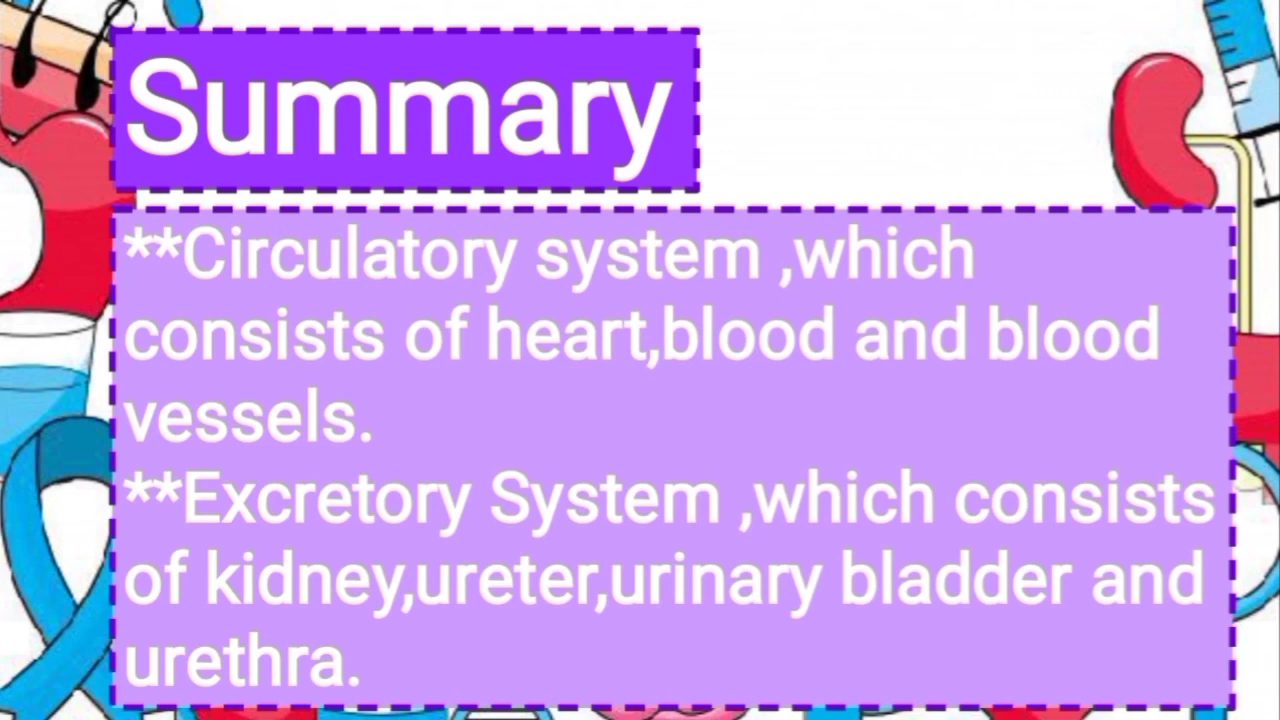 Summary
**Circulatory system ,which
consists of heart,blood and blood
vessels.
**Excretory System ,which consists
of kidney,ureter,urinary bladder and
urethra.